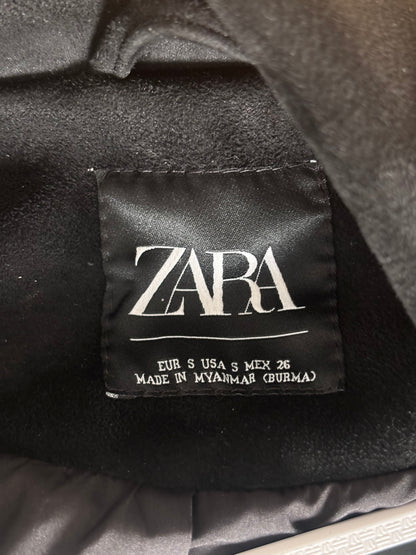 ZARA
EUR S USA S MEX 26
MADE IN MYANMAR (BURMA)